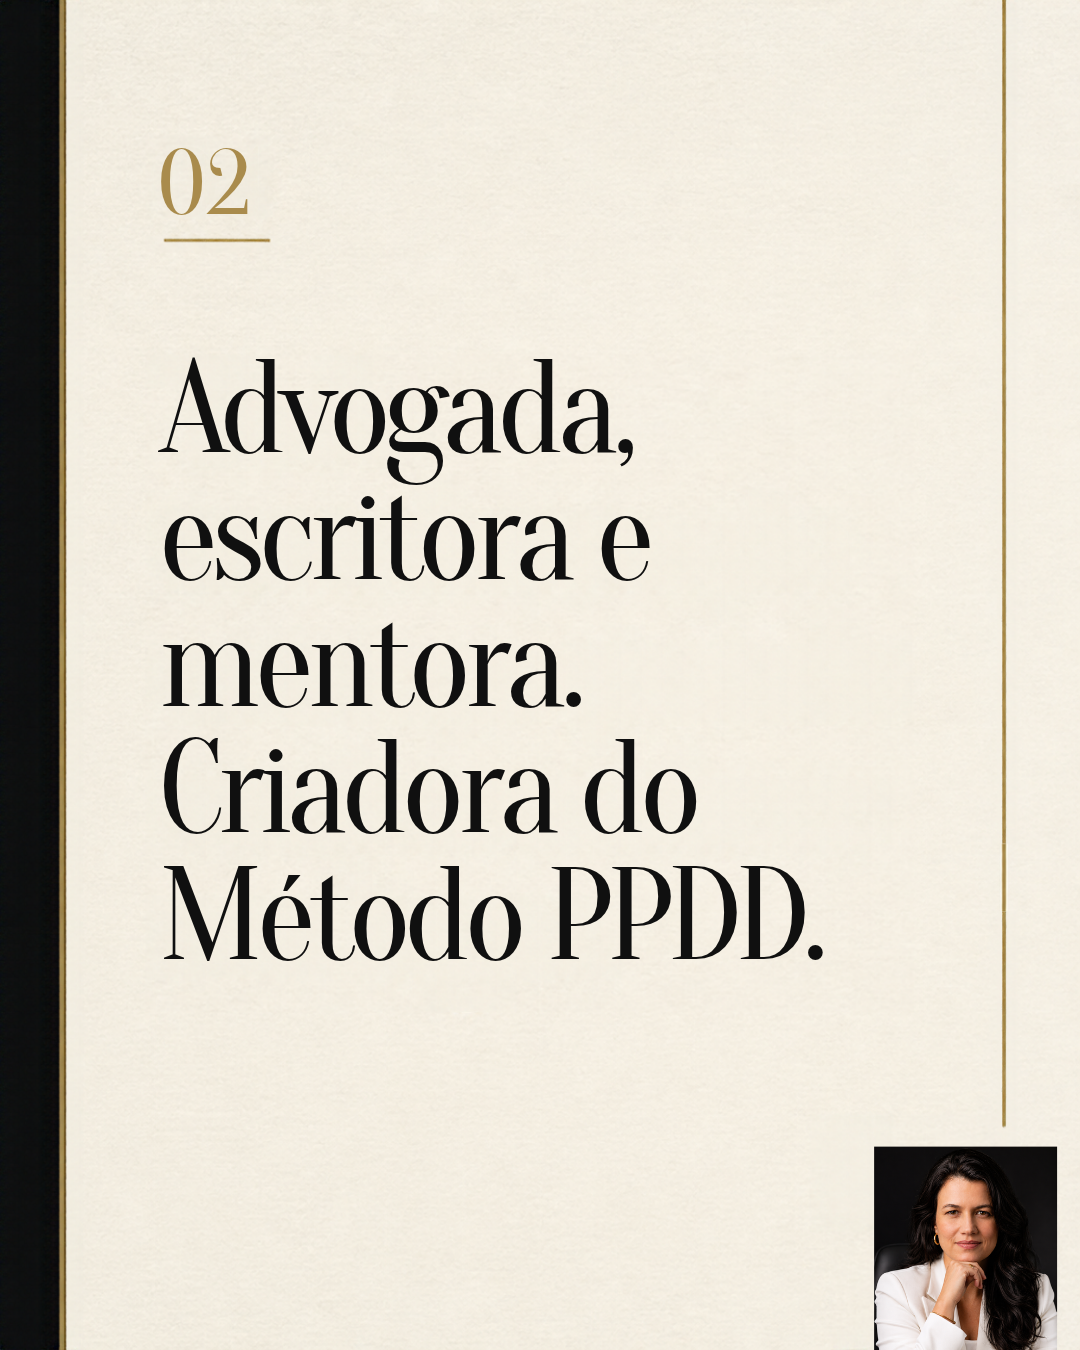 02
Advogada,
escritora e
mentora.
Criadora do
Método PPDD.